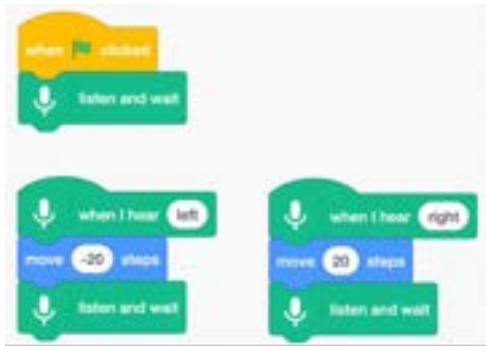 when clicked
listen and wait
when I hear left
move -20 steps
listen and wait
when I hear right
move 20 steps
listen and wait